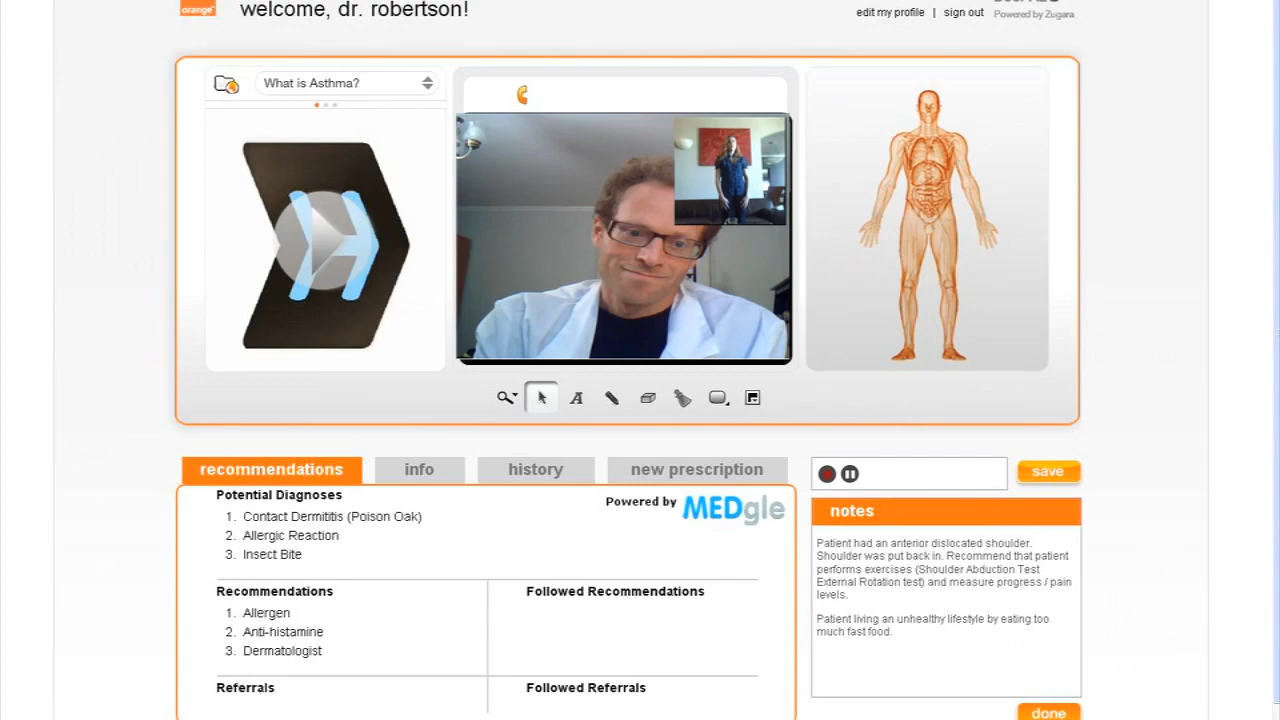 orange
welcome, dr. robertson!
edit my profile | sign out
Powered by Zugara
What is Asthma?
A
recommendations
info
history
new prescription
save
Potential Diagnoses
Powered by MEDgle
1. Contact Dermititis (Poison Oak)
2. Allergic Reaction
3. Insect Bite
Recommendations
Followed Recommendations
1. Allergen
2. Anti-histamine
3. Dermatologist
Referrals
Followed Referrals
notes
Patient had an anterior dislocated shoulder.
Shoulder was put back in. Recommend that patient
performs exercises (Shoulder Abduction Test
External Rotation test) and measure progress / pain
levels.
Patient living an unhealthy lifestyle by eating too
much fast food.
done